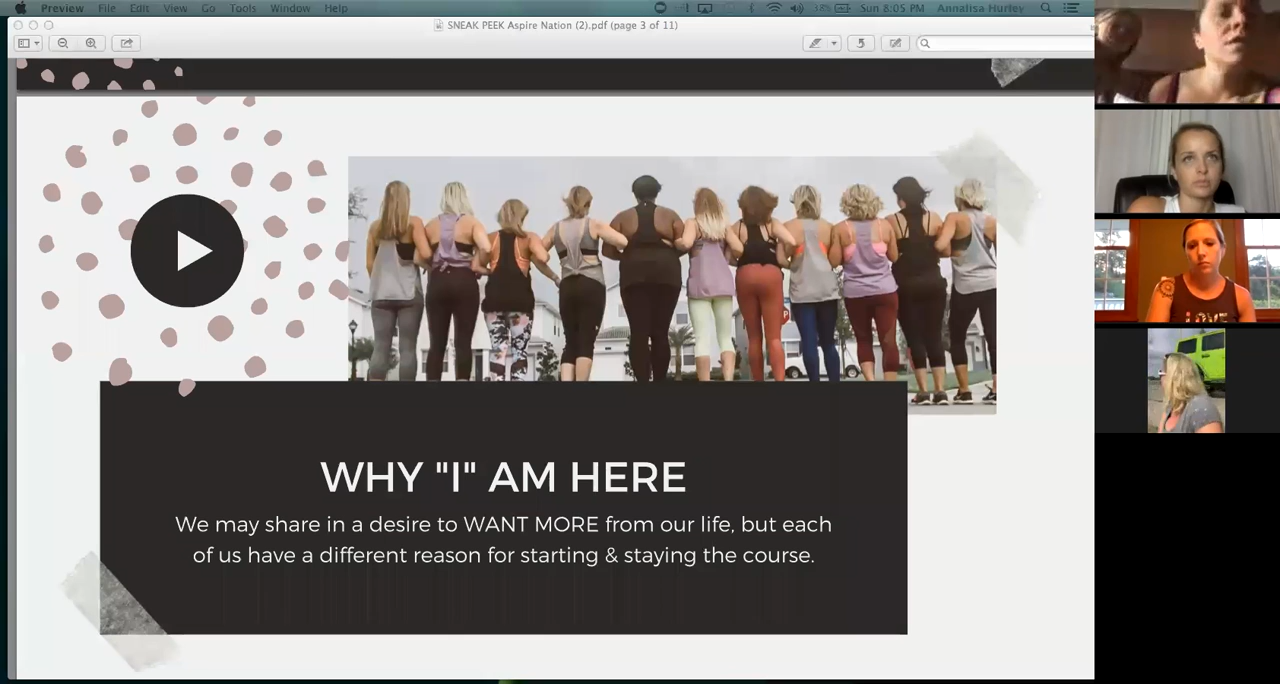 Preview File Edit View Go Tools Window Help 38% Sun 8:05 PM Annalisa Hurley
SNEAK PEEK Aspire Nation (2).pdf (page 3 of 11)
WHY "I" AM HERE
We may share in a desire to WANT MORE from our life, but each
of us have a different reason for starting & staying the course.
LOVE